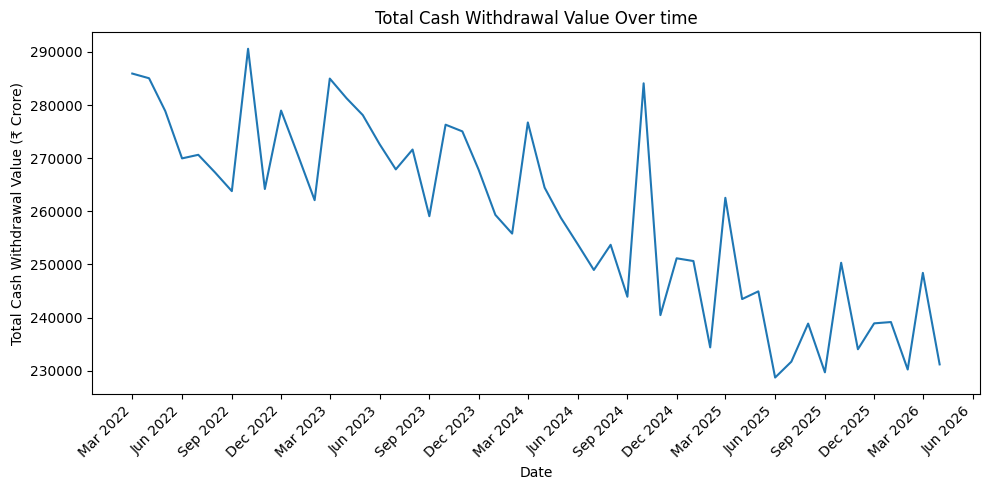 Total Cash Withdrawal Value Over time
Total Cash Withdrawal Value (₹ Crore)
290000
280000
270000
260000
250000
240000
230000
Mar 2022
Jun 2022
Sep 2022
Dec 2022
Mar 2023
Jun 2023
Sep 2023
Dec 2023
Mar 2024
Jun 2024
Sep 2024
Dec 2024
Mar 2025
Jun 2025
Sep 2025
Dec 2025
Mar 2026
Jun 2026
Date